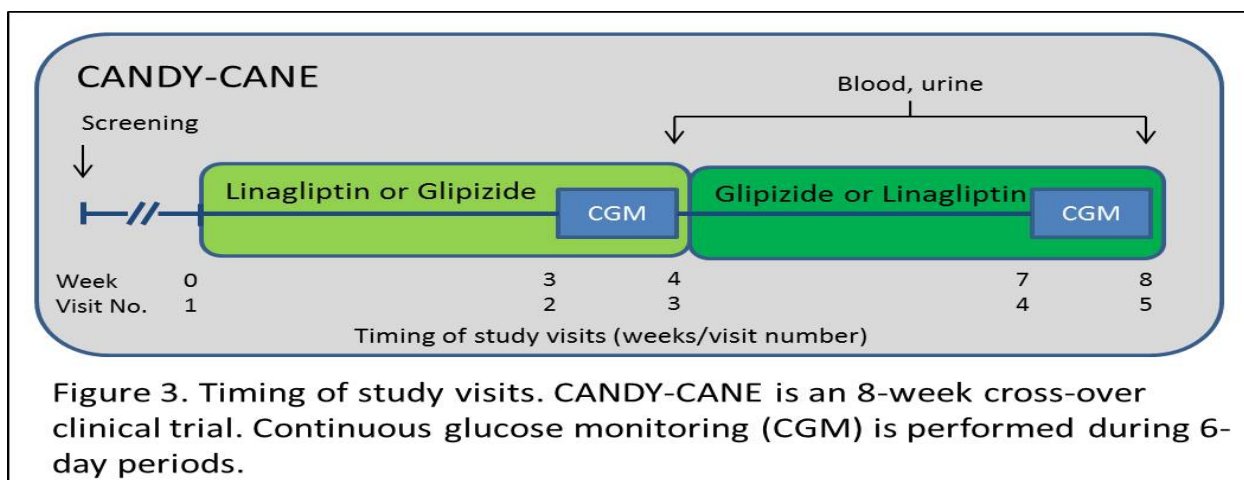 CANDY-CANE
Blood, urine
Screening
Linagliptin or Glipizide
Glipizide or Linagliptin
CGM
CGM
Week 0 3 4 7 8
Visit No. 1 2 3 4 5
Timing of study visits (weeks/visit number)
Figure 3. Timing of study visits. CANDY-CANE is an 8-week cross-over
clinical trial. Continuous glucose monitoring (CGM) is performed during 6-
day periods.